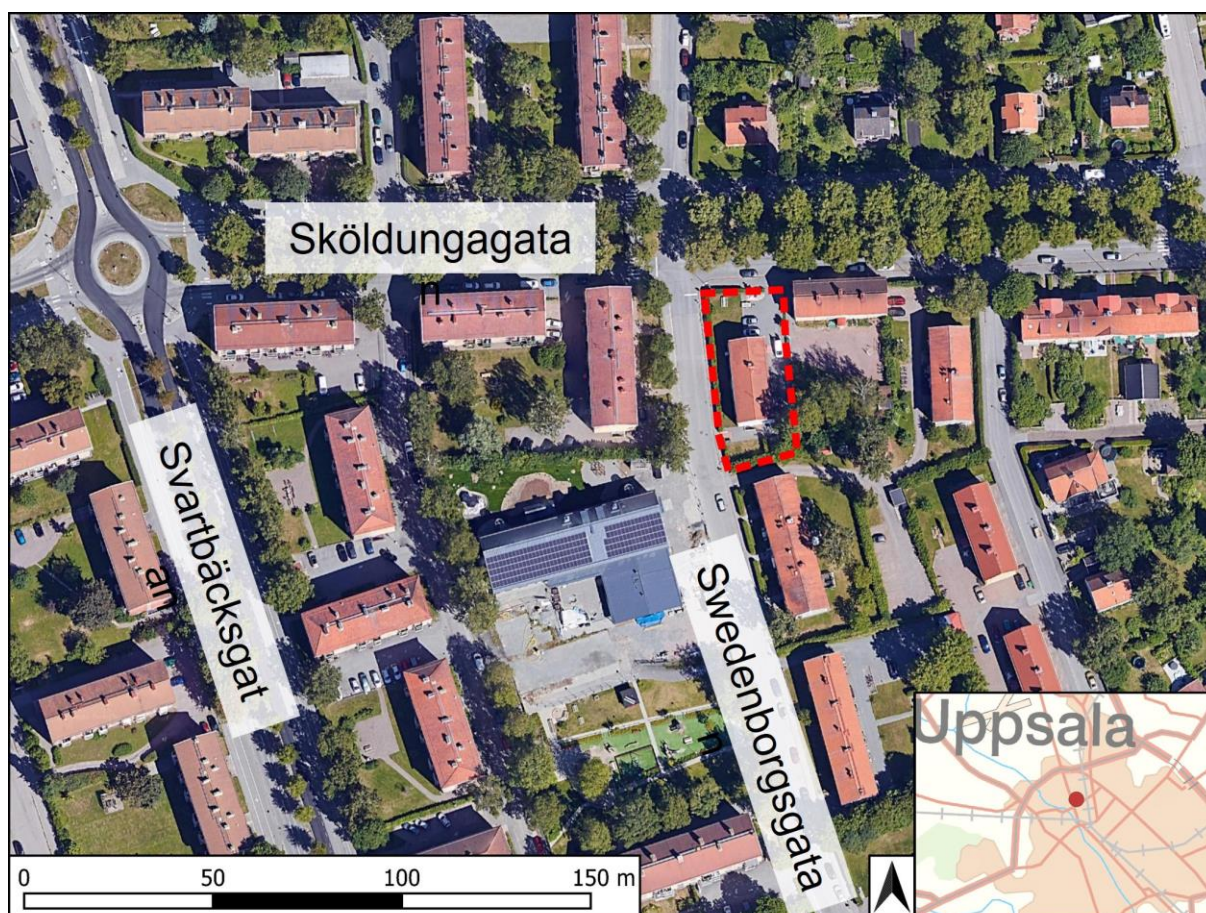 Sköldungagata
n
Svartbäcksgat
an
Swedenborgsgata
n
Uppsala
0 50 100 150 m